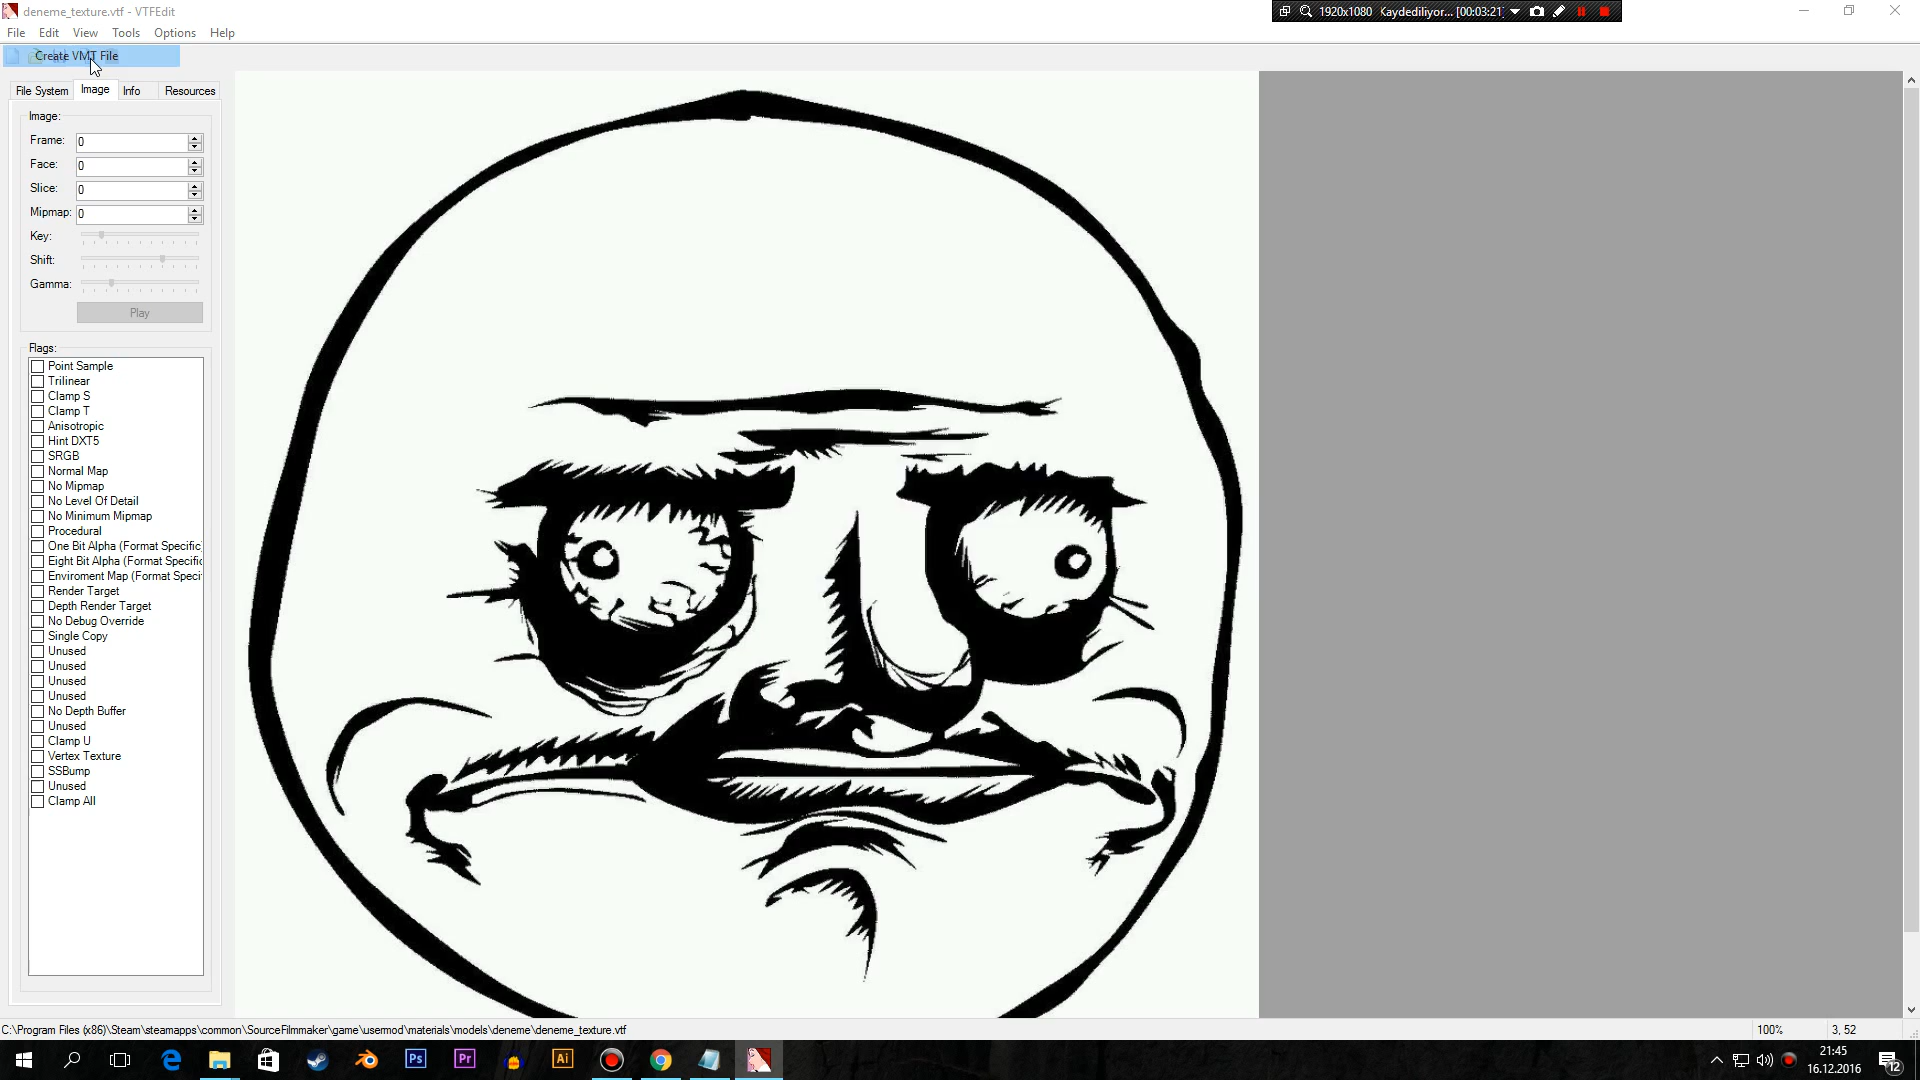 deneme_texture.vtf - VTFEdit
1920x1080 Kaydediliyor... [00:03:21]
File Edit View Tools Options Help
Create VMT File
File System Image Info Resources
Image:
Frame: 0
Face: 0
Slice: 0
Mipmap: 0
Key:
Shift:
Gamma:
Play
Flags:
Point Sample
Trilinear
Clamp S
Clamp T
Anisotropic
Hint DXT5
SRGB
Normal Map
No Mipmap
No Level Of Detail
No Minimum Mipmap
Procedural
One Bit Alpha (Format Specific
Eight Bit Alpha (Format Specific
Enviroment Map (Format Speci
Render Target
Depth Render Target
No Debug Override
Single Copy
Unused
Unused
Unused
Unused
No Depth Buffer
Unused
Clamp U
Vertex Texture
SSBump
Unused
Clamp All
C:\Program Files (x86)\Steam\steamapps\common\SourceFilmmaker\game\usermod\materials\models\deneme\deneme_texture.vtf
100% 3, 52
Ps Pr Ai
21:45
16.12.2016
12